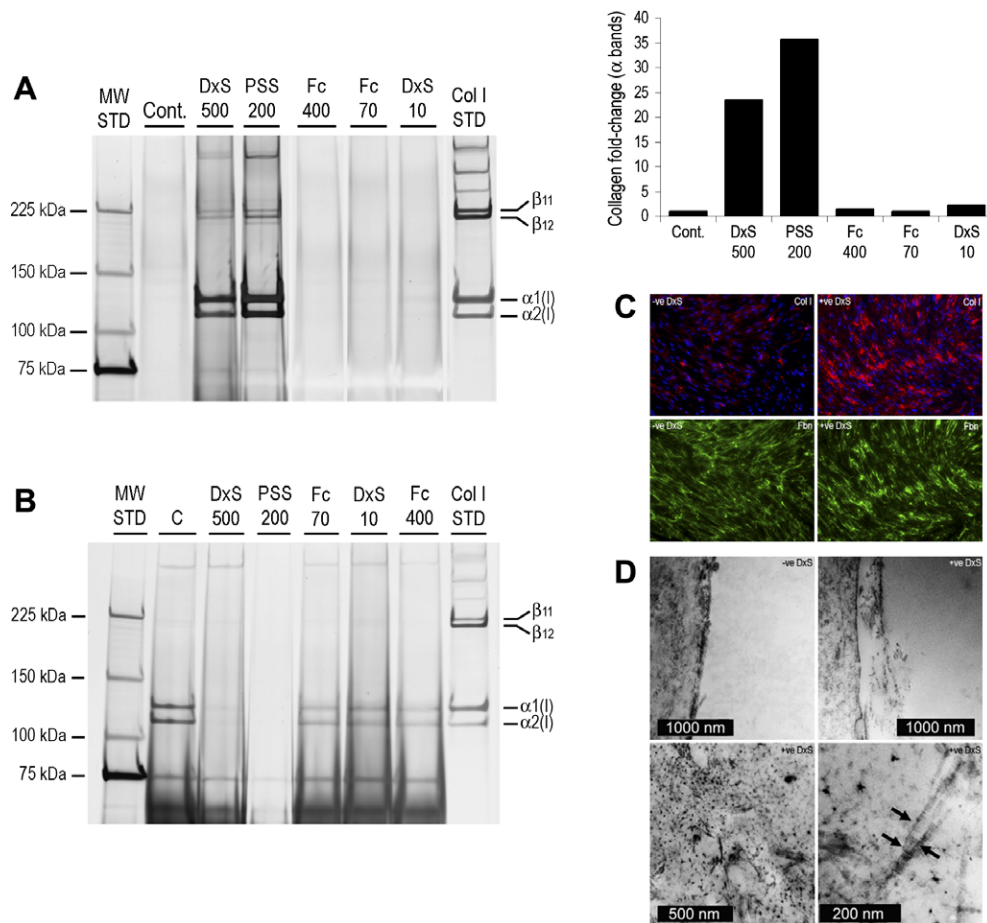 A
MW STD
Cont.
DxS 500
PSS 200
Fc 400
Fc 70
DxS 10
Col I STD
225 kDa
150 kDa
100 kDa
75 kDa
β11
β12
α1(I)
α2(I)
Collagen fold-change (α bands)
40
35
30
25
20
15
10
5
0
Cont.
DxS 500
PSS 200
Fc 400
Fc 70
DxS 10
B
MW STD
C
DxS 500
PSS 200
Fc 70
DxS 10
Fc 400
Col I STD
225 kDa
150 kDa
100 kDa
75 kDa
β11
β12
α1(I)
α2(I)
C
-ve DxS
Col I
+ve DxS
Col I
-ve DxS
Fbn
+ve DxS
Fbn
D
-ve DxS
1000 nm
+ve DxS
1000 nm
+ve DxS
500 nm
+ve DxS
200 nm